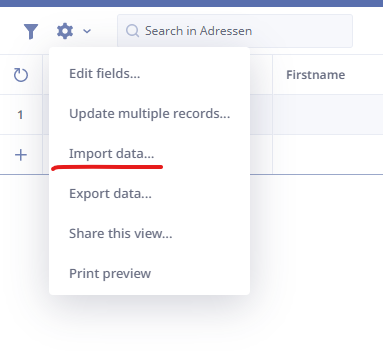 Search in Adressen
Firstname
Edit fields...
1
Update multiple records...
Import data...
Export data...
Share this view...
Print preview